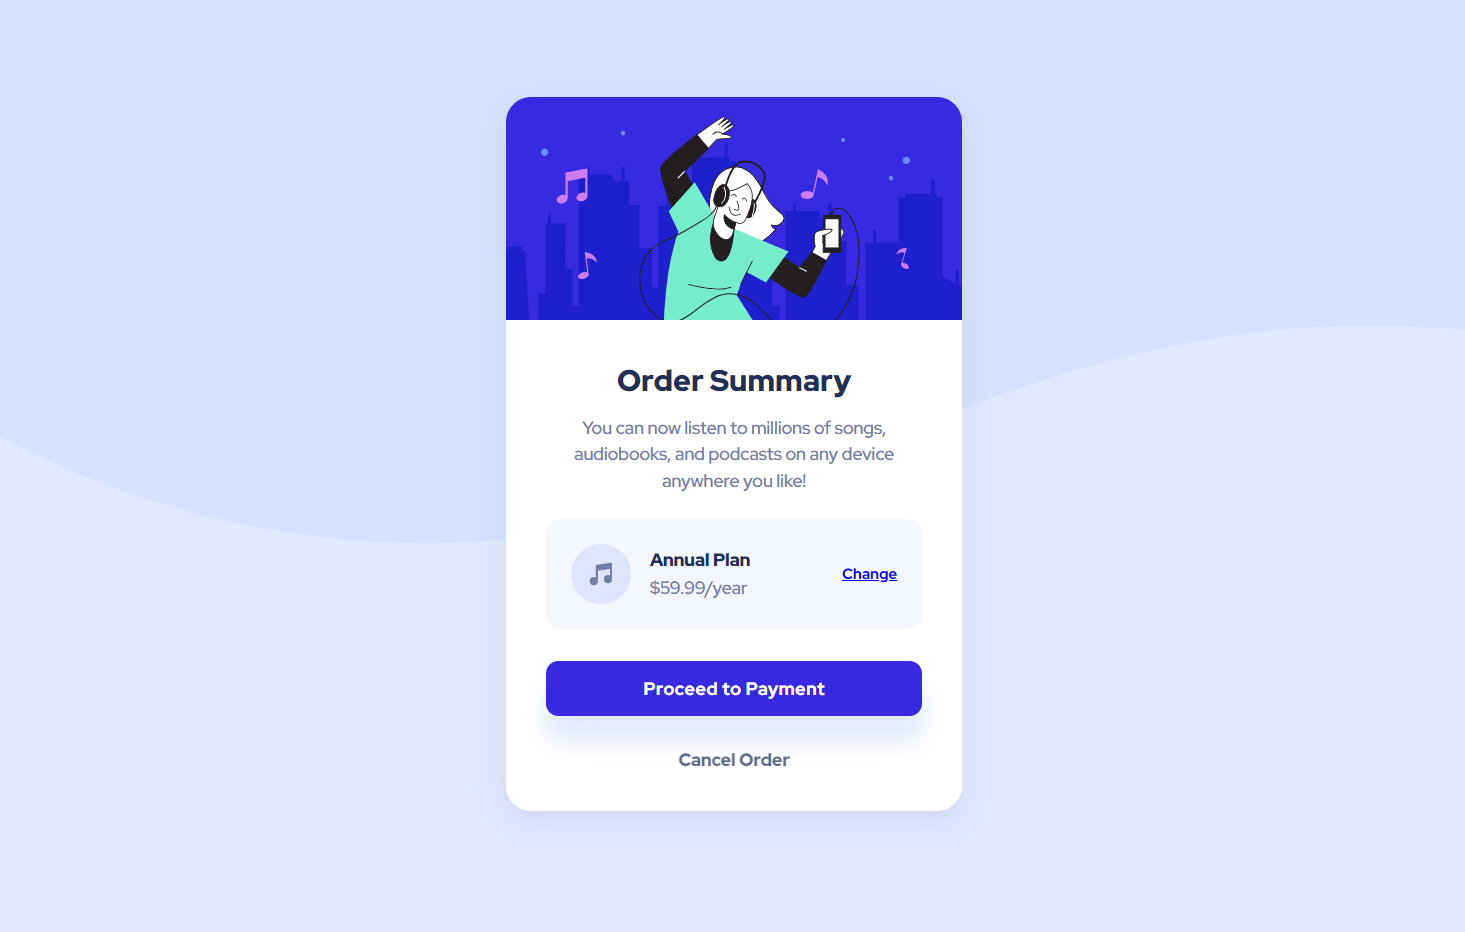 Order Summary
You can now listen to millions of songs,
audiobooks, and podcasts on any device
anywhere you like!
Annual Plan
$59.99/year
Change
Proceed to Payment
Cancel Order